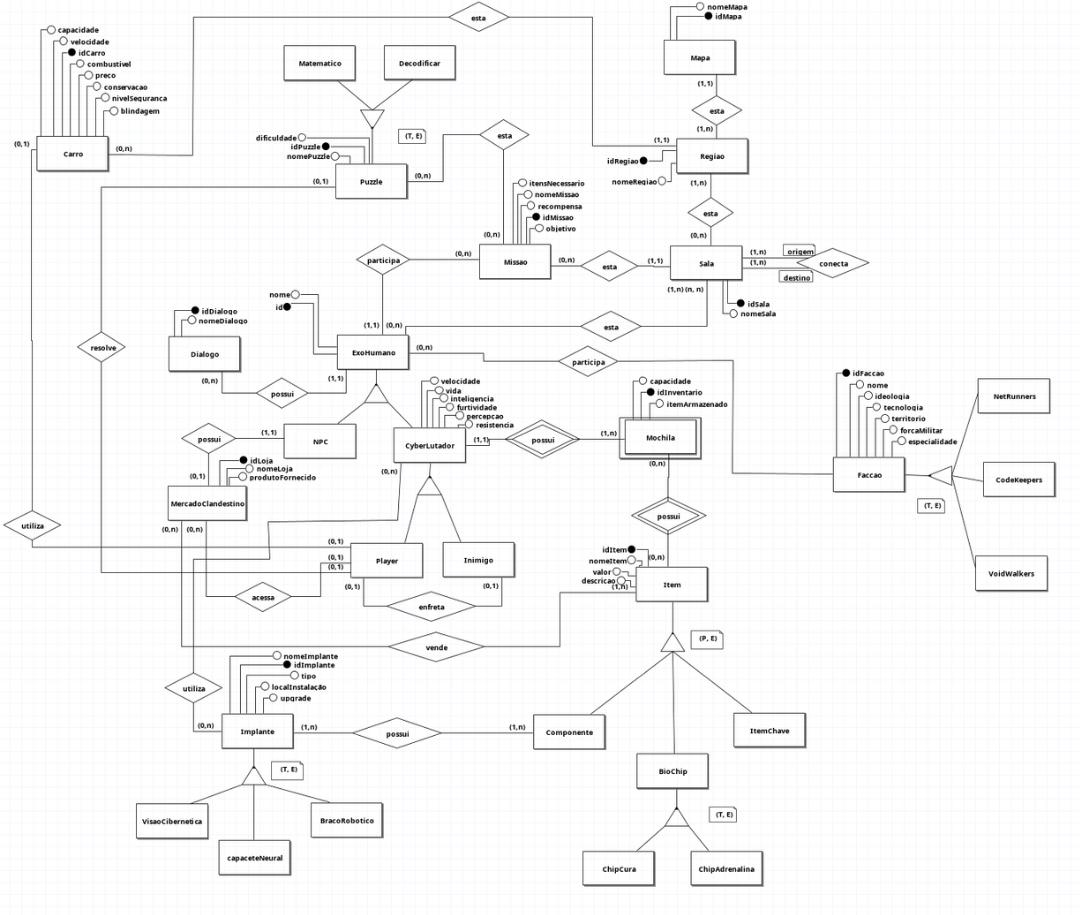 esta
nomeMapa
idMapa
Mapa
(1,1)
esta
(1,n)
capacidade
velocidade
idCarro
combustivel
preco
conservacao
nivelSeguranca
blindagem
(0,1)
Carro
(0,n)
Matematico
Decodificar
(T, E)
dificuldade
idPuzzle
nomePuzzle
(0,1)
Puzzle
(0,n)
esta
(1,1)
Regiao
idRegiao
nomeRegiao
(1,n)
esta
(0,n)
itensNecessario
nomeMissao
recompensa
idMissao
objetivo
(0,n)
participa
(0,n)
Missao
(0,n)
esta
(1,1)
Sala
(1,n)
origem
(1,n)
conecta
destino
(1,n) (n, n)
idSala
nomeSala
nome
id
(1,1)
(0,n)
esta
idDialogo
nomeDialogo
Dialogo
(0,n)
possui
(1,1)
resolve
ExoHumano
(0,n)
participa
velocidade
vida
inteligencia
furtividade
percepcao
resistencia
capacidade
idInventario
itemArmazenado
idFaccao
nome
ideologia
tecnologia
territorio
forcaMilitar
especialidade
NetRunners
possui
(1,1)
NPC
CyberLutador
(1,1)
possui
(1,n)
Mochila
(0,n)
(0,n)
(0,1)
idLoja
nomeLoja
produtoFornecido
MercadoClandestino
(0,n)
(0,n)
Faccao
(T, E)
CodeKeepers
VoidWalkers
utiliza
possui
(0,1)
(0,1)
(0,1)
Player
Inimigo
(0,1)
(0,1)
acessa
enfreta
idItem
nomeItem
valor
descricao
(0,n)
(1,n)
Item
vende
(P, E)
nomeImplante
idImplante
tipo
localInstalação
upgrade
utiliza
(0,n)
Implante
(1,n)
possui
(1,n)
Componente
ItemChave
BioChip
(T, E)
VisaoCibernetica
capaceteNeural
BracoRobotico
(T, E)
ChipCura
ChipAdrenalina